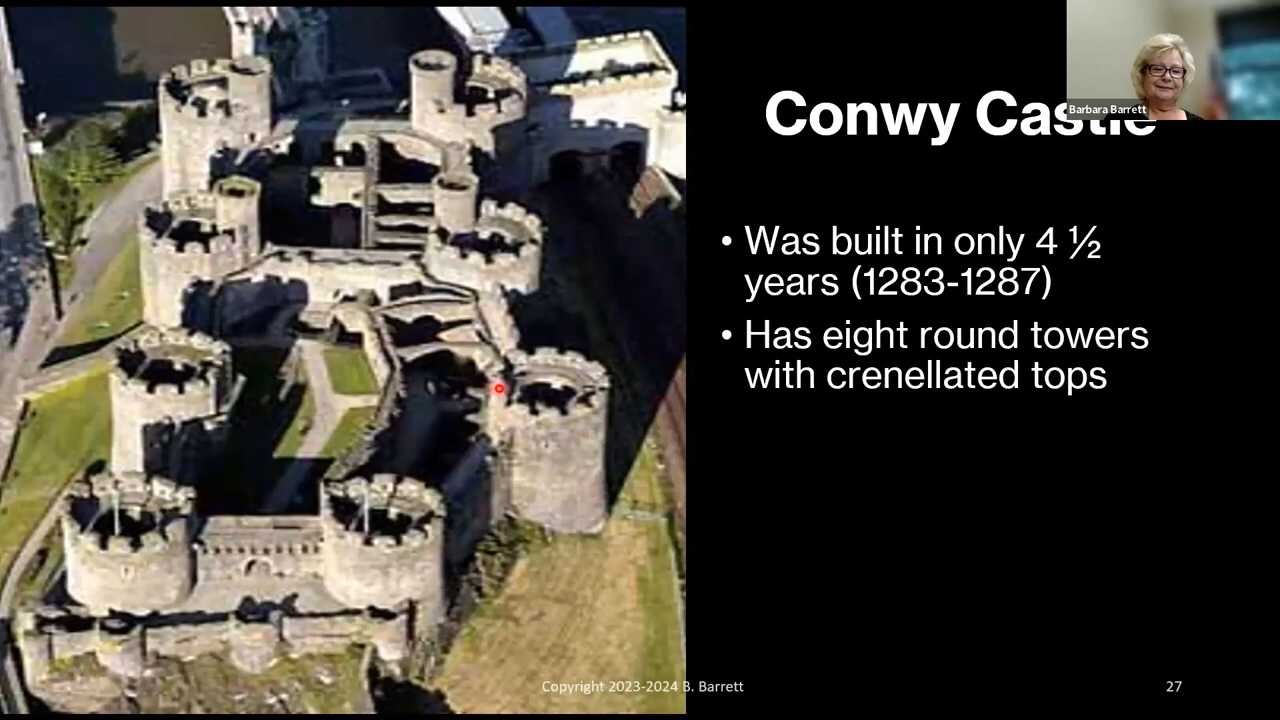 Barbara Barrett
Conwy Castle
• Was built in only 4 ½
years (1283-1287)
• Has eight round towers
with crenellated tops
Copyright 2023-2024 B. Barrett
27